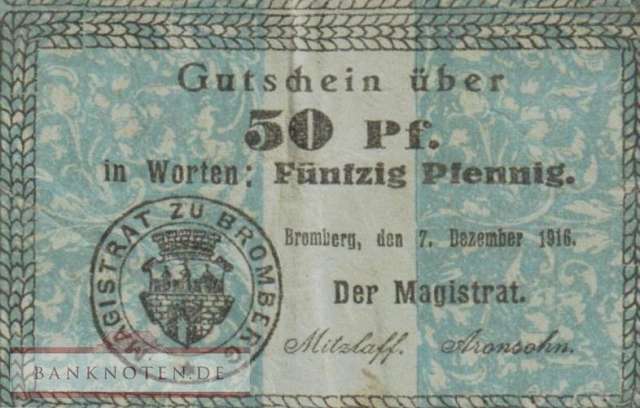 Gutschein über
50 Pf.
in Worten: Fünfzig Pfennig.
Bromberg, den 7. Dezember 1916.
Der Magistrat.
Mitzlaff. Aronsohn.
MAGISTRAT ZU BROMBERG
BANKNOTEN.DE